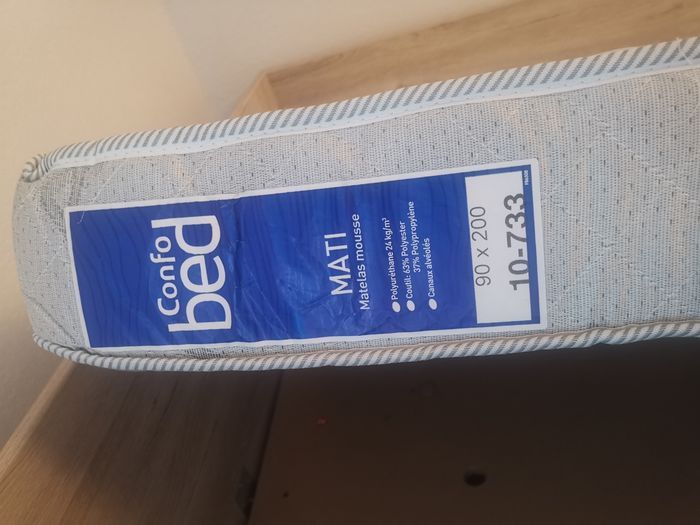 Confo
bed
MATI
Matelas mousse
Polyuréthane 24 kg/m³
Coutil: 63% Polyester
37% Polypropylène
Canaux alvéolés
90 x 200
10-733